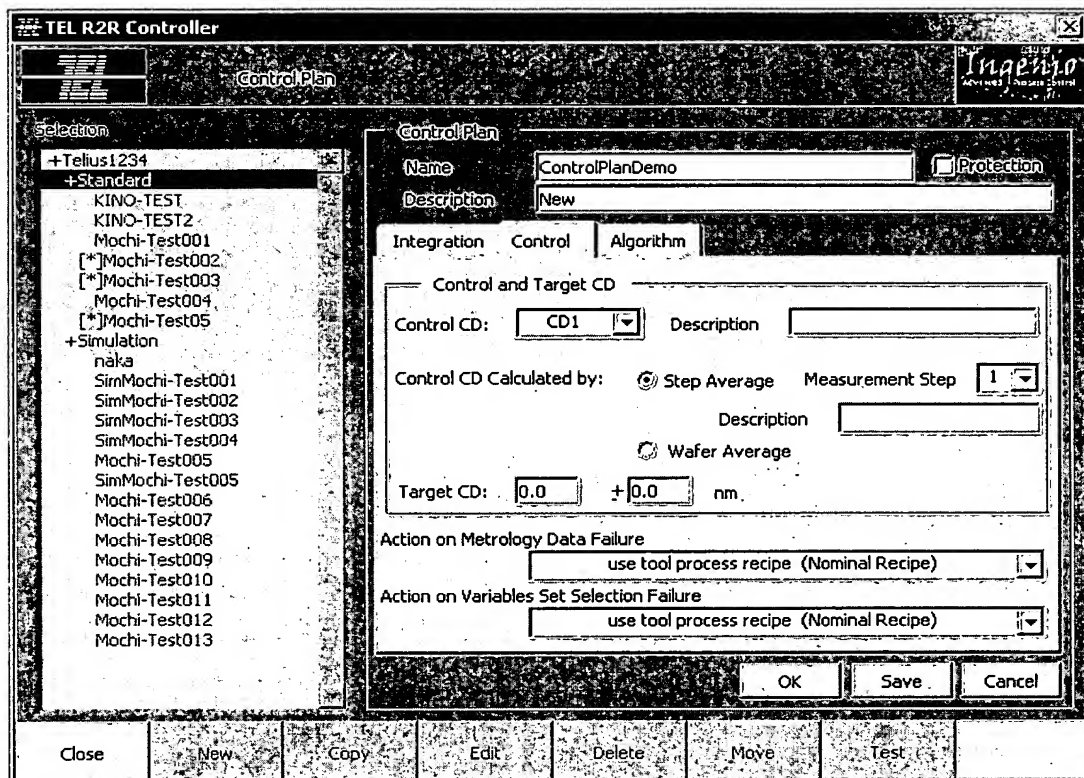 TEL R2R Controller
TEL
Control Plan
Ingenio
Advanced Process Control
Selection
+Telius1234
+Standard
KINO-TEST
KINO-TEST2
Mochi-Test001
[*]Mochi-Test002
[*]Mochi-Test003
Mochi-Test004
[*]Mochi-Test05
+Simulation
naka
SimMochi-Test001
SimMochi-Test002
SimMochi-Test003
SimMochi-Test004
Mochi-Test005
SimMochi-Test005
Mochi-Test006
Mochi-Test007
Mochi-Test008
Mochi-Test009
Mochi-Test010
Mochi-Test011
Mochi-Test012
Mochi-Test013
Control Plan
Name ControlPlanDemo Protection
Description New
Integration Control Algorithm
Control and Target CD
Control CD: CD1 Description
Control CD Calculated by: Step Average Measurement Step 1
Description
Wafer Average
Target CD: 0.0 ± 0.0 nm
Action on Metrology Data Failure
use tool process recipe (Nominal Recipe)
Action on Variables Set Selection Failure
use tool process recipe (Nominal Recipe)
OK Save Cancel
Close New Copy Edit Delete Move Test